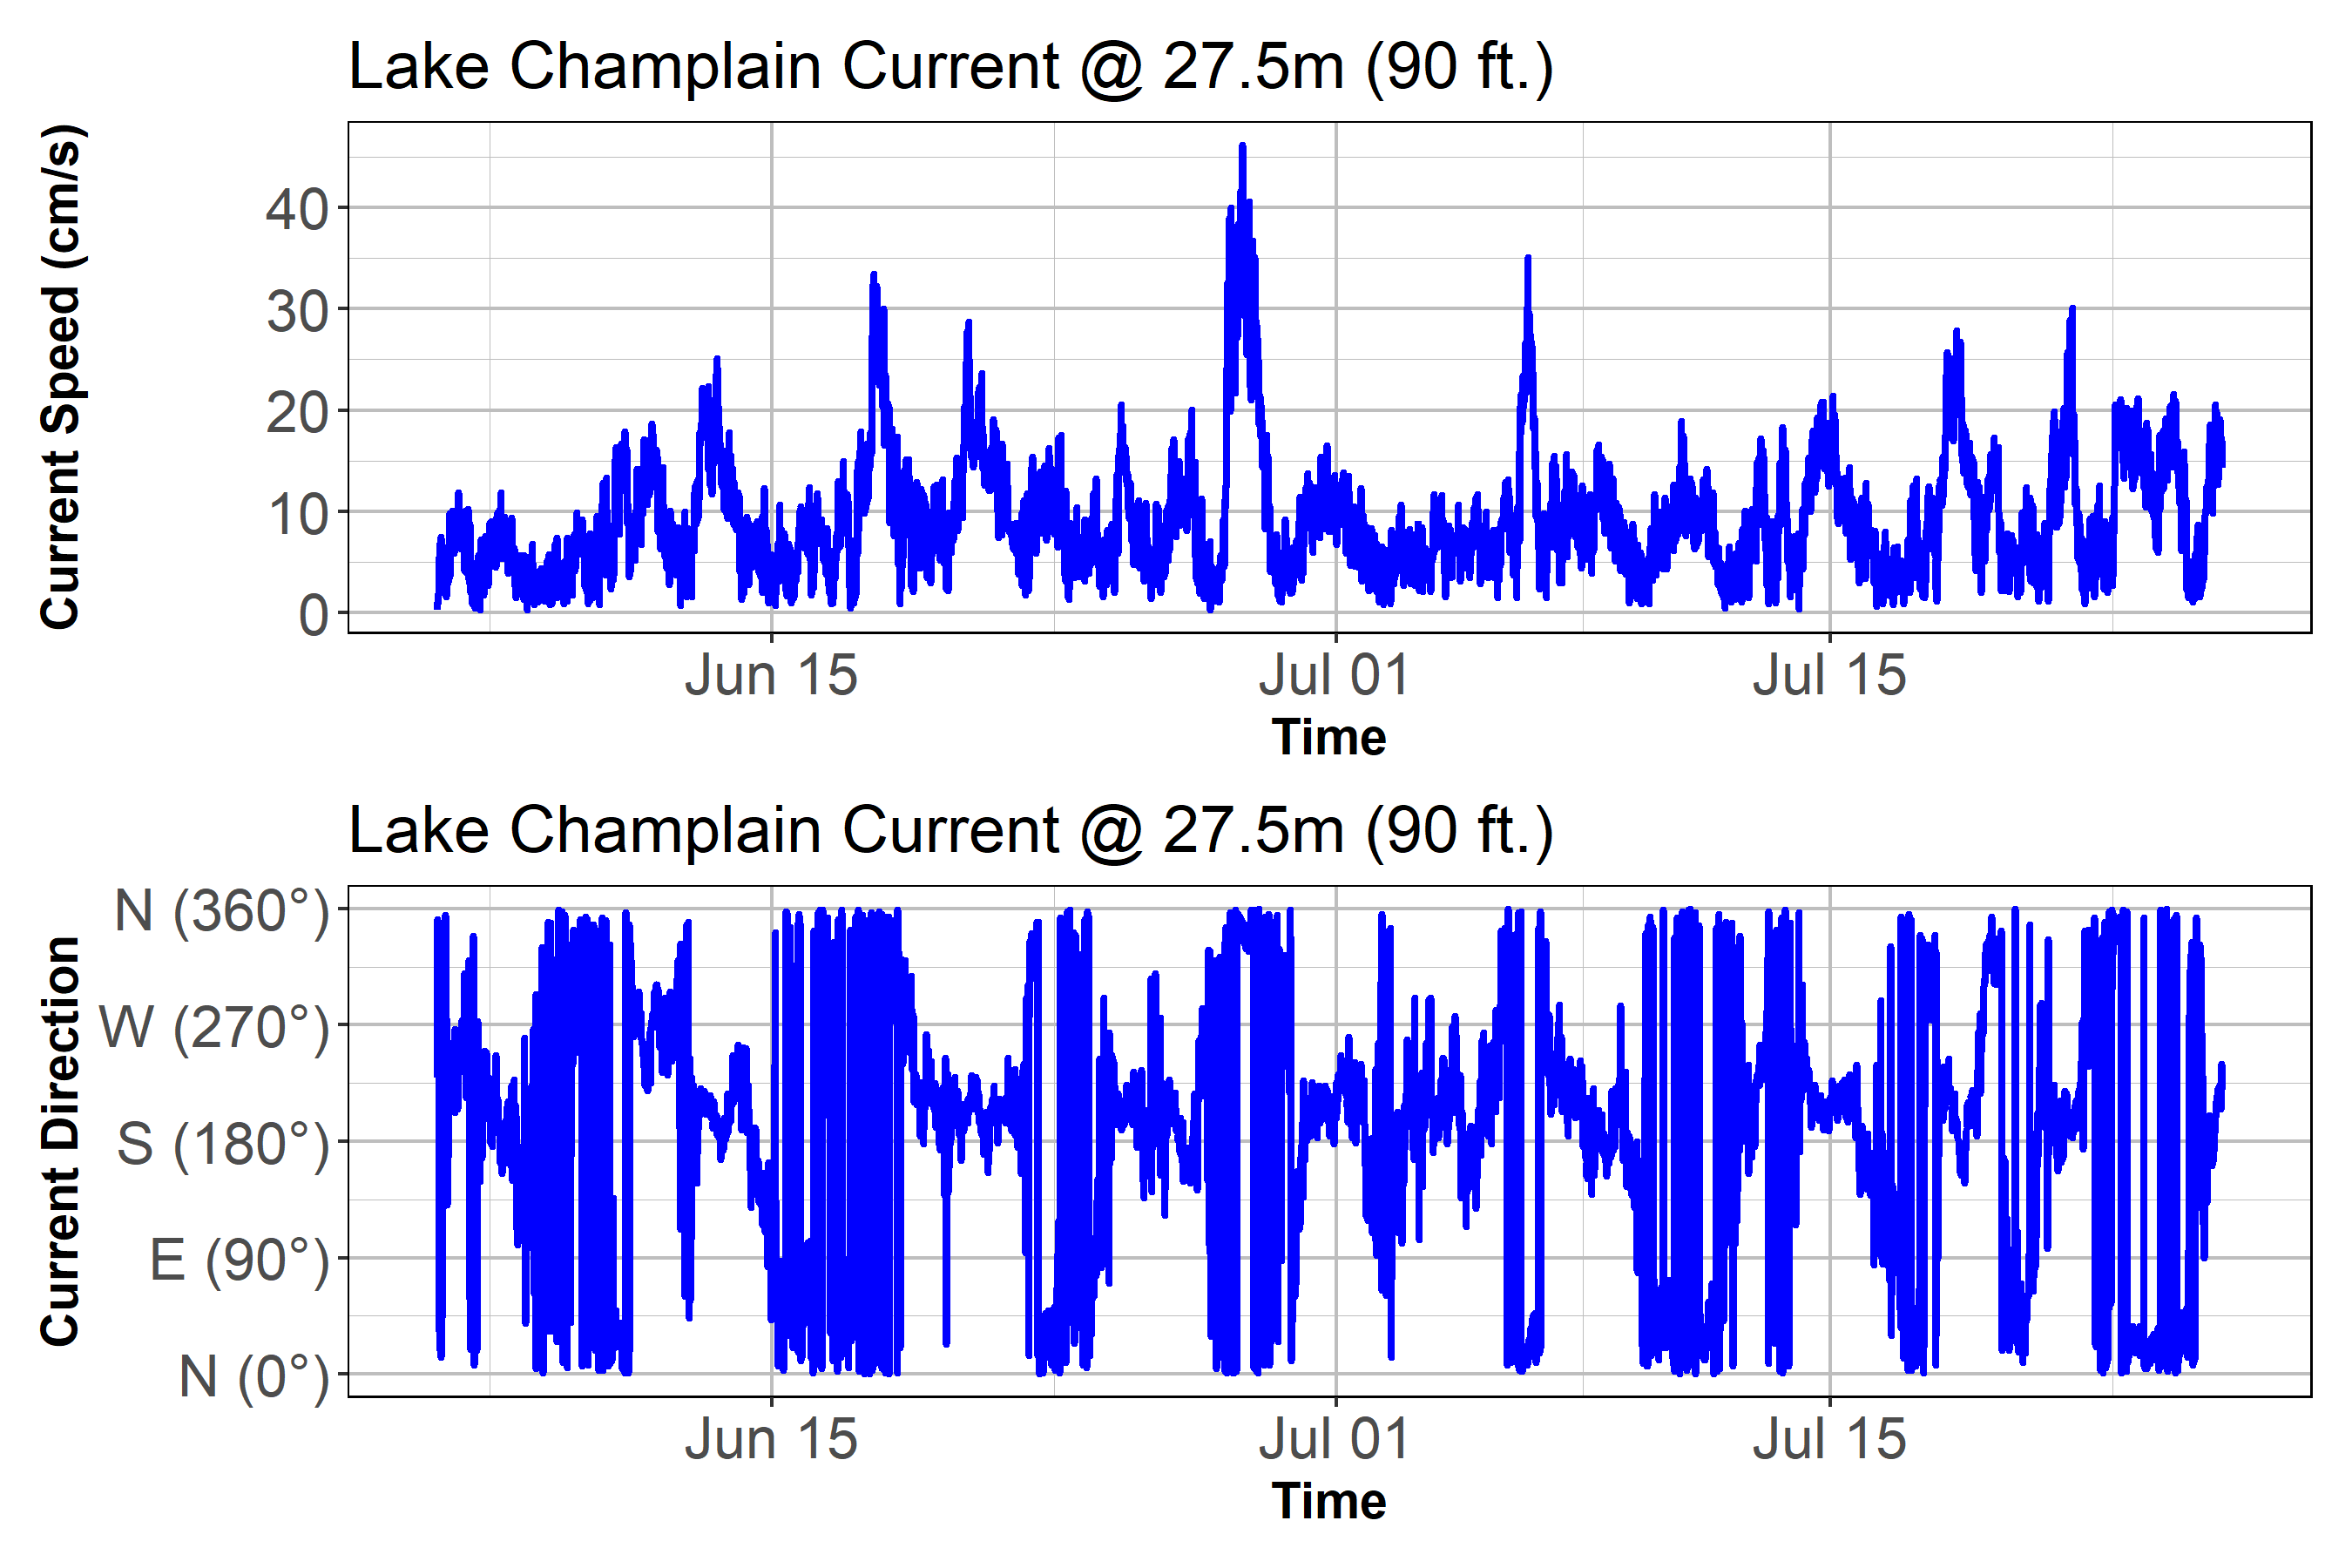 Lake Champlain Current @ 27.5m (90 ft.)
Current Speed (cm/s)
40
30
20
10
0
Jun 15 Jul 01 Jul 15
Time
Lake Champlain Current @ 27.5m (90 ft.)
Current Direction
N (360°)
W (270°)
S (180°)
E (90°)
N (0°)
Jun 15 Jul 01 Jul 15
Time